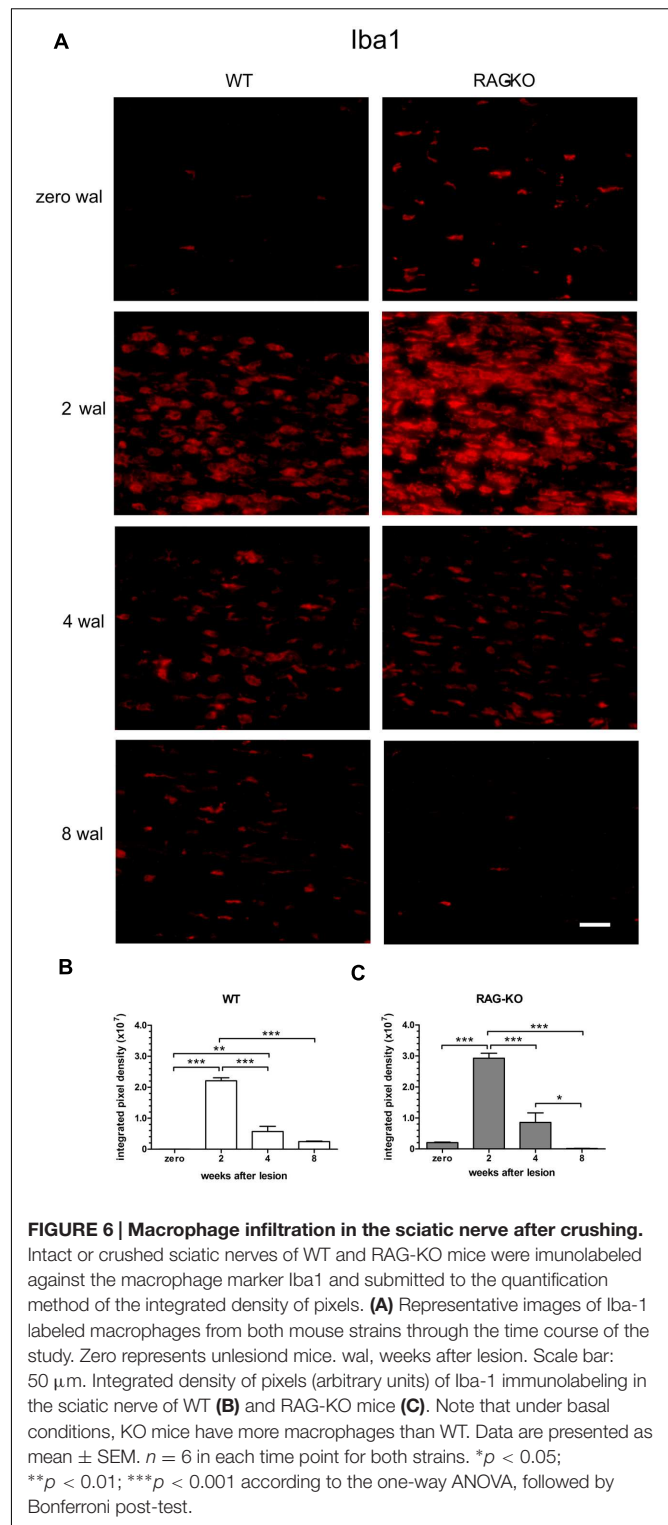 A
Iba1
WT
RAG-KO
zero wal
2 wal
4 wal
8 wal
B
WT
integrated pixel density (x10⁷)
4.0
3.0
2.0
1.0
0
***
**
***
***
zero
2
4
8
weeks after lesion
C
RAG-KO
integrated pixel density (x10⁷)
4.0
3.0
2.0
1.0
0
***
***
***
*
zero
2
4
8
weeks after lesion
FIGURE 6 | Macrophage infiltration in the sciatic nerve after crushing.
Intact or crushed sciatic nerves of WT and RAG-KO mice were imunolabeled
against the macrophage marker Iba1 and submitted to the quantification
method of the integrated density of pixels. (A) Representative images of Iba-1
labeled macrophages from both mouse strains through the time course of the
study. Zero represents unlesiond mice. wal, weeks after lesion. Scale bar:
50 μm. Integrated density of pixels (arbitrary units) of Iba-1 immunolabeling in
the sciatic nerve of WT (B) and RAG-KO mice (C). Note that under basal
conditions, KO mice have more macrophages than WT. Data are presented as
mean ± SEM. n = 6 in each time point for both strains. *p < 0.05;
**p < 0.01; ***p < 0.001 according to the one-way ANOVA, followed by
Bonferroni post-test.